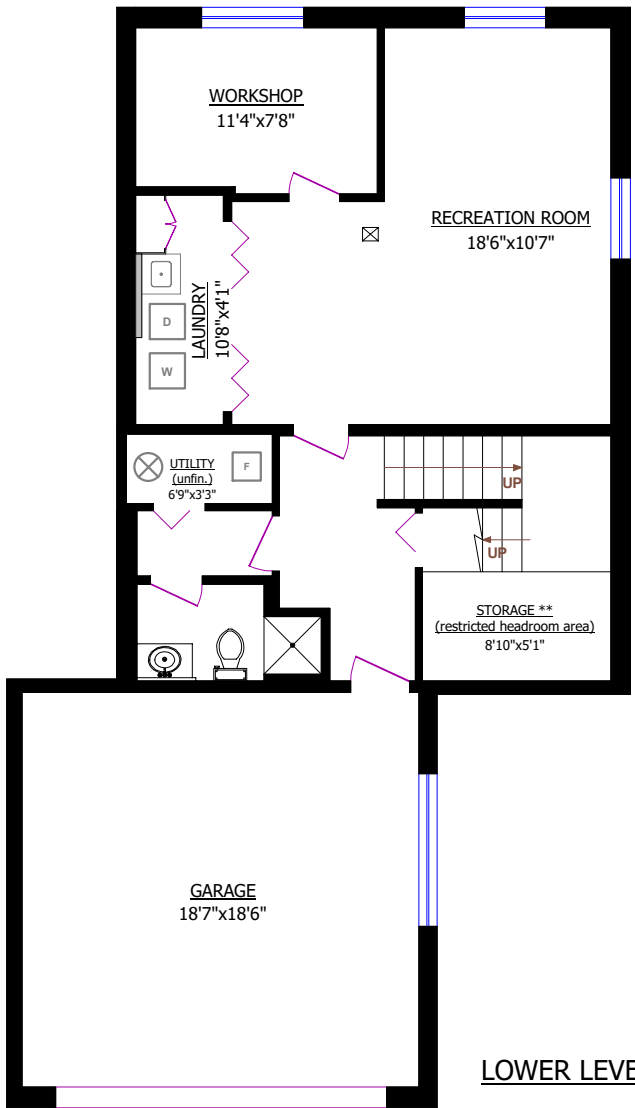 WORKSHOP
11'4"x7'8"
RECREATION ROOM
18'6"x10'7"
LAUNDRY
10'8"x4'1"
D
W
UTILITY
(unfin.)
6'9"x3'3"
F
UP
UP
STORAGE **
(restricted headroom area)
8'10"x5'1"
GARAGE
18'7"x18'6"
LOWER LEVE